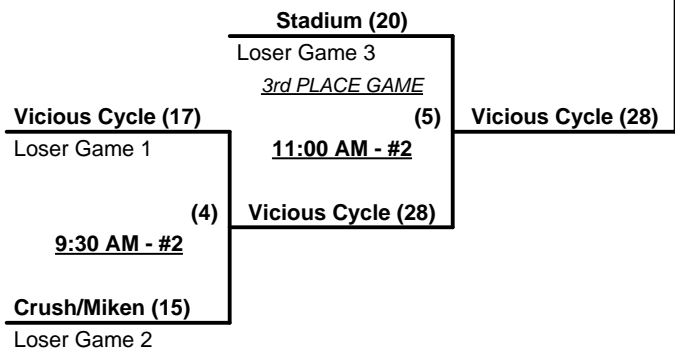 Stadium (20)
Loser Game 3
3rd PLACE GAME
Vicious Cycle (17)
(5)
Vicious Cycle (28)
Loser Game 1
11:00 AM - #2
(4)
Vicious Cycle (28)
9:30 AM - #2
Crush/Miken (15)
Loser Game 2